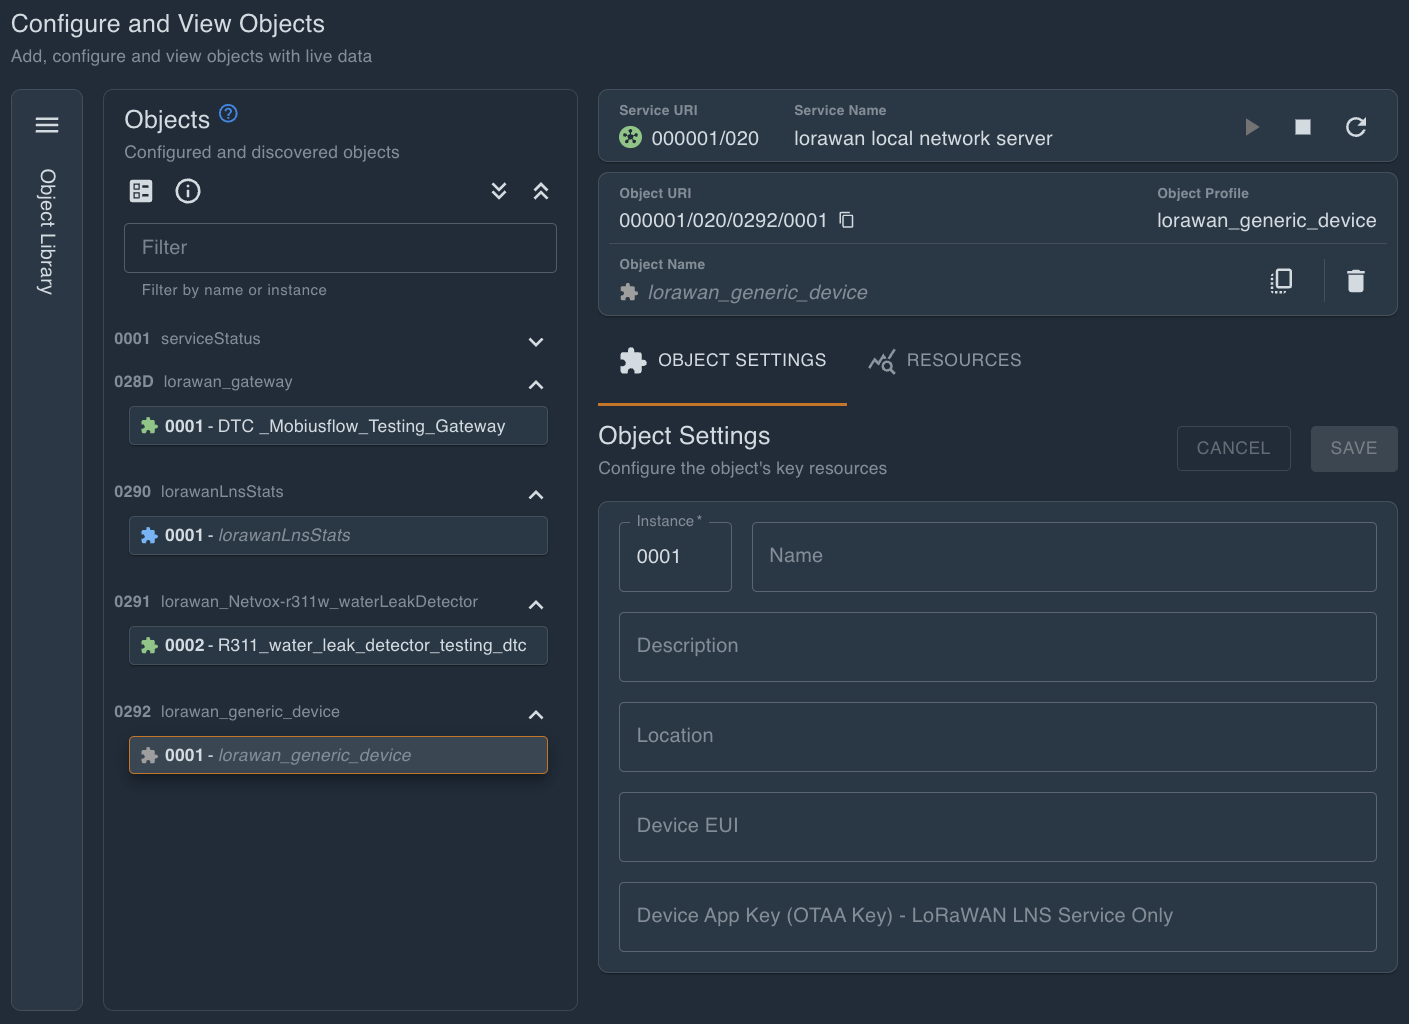 Configure and View Objects
Add, configure and view objects with live data
Object Library
Objects
Configured and discovered objects
Filter
Filter by name or instance
0001 serviceStatus
028D lorawan_gateway
0001 - DTC _Mobiusflow_Testing_Gateway
0290 lorawanLnsStats
0001 - lorawanLnsStats
0291 lorawan_Netvox-r311w_waterLeakDetector
0002 - R311_water_leak_detector_testing_dtc
0292 lorawan_generic_device
0001 - lorawan_generic_device
Service URI Service Name
000001/020 lorawan local network server
Object URI Object Profile
000001/020/0292/0001 lorawan_generic_device
Object Name
lorawan_generic_device
OBJECT SETTINGS RESOURCES
Object Settings
Configure the object's key resources
CANCEL SAVE
Instance *
0001 Name
Description
Location
Device EUI
Device App Key (OTAA Key) - LoRaWAN LNS Service Only